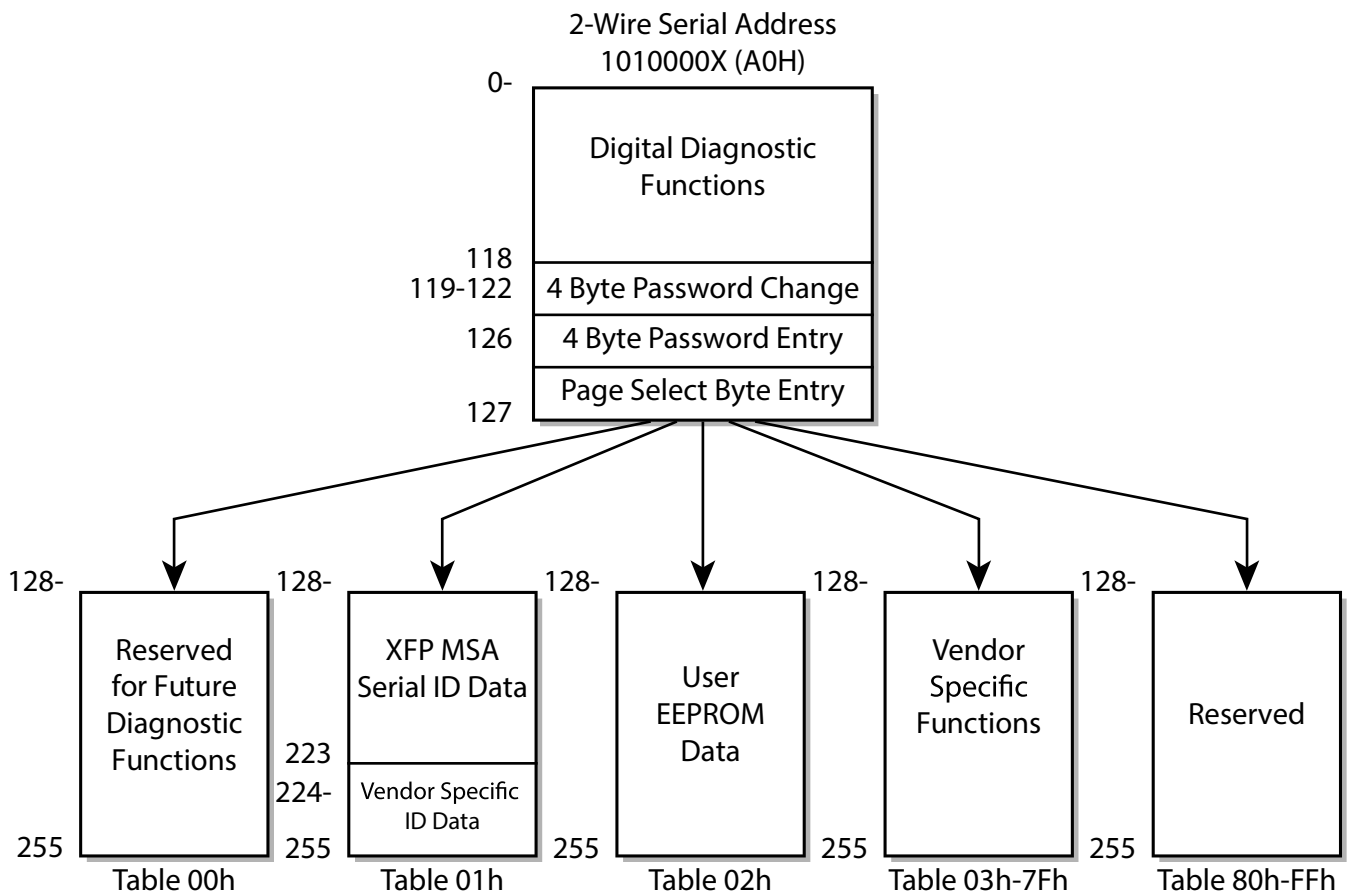 2-Wire Serial Address
1010000X (A0H)
0-
Digital Diagnostic
Functions
118
119-122
4 Byte Password Change
126
4 Byte Password Entry
Page Select Byte Entry
127
128-
Reserved
for Future
Diagnostic
Functions
255
Table 00h
128-
XFP MSA
Serial ID Data
223
224-
Vendor Specific
ID Data
255
Table 01h
128-
User
EEPROM
Data
255
Table 02h
128-
Vendor
Specific
Functions
255
Table 03h-7Fh
128-
Reserved
255
Table 80h-FFh